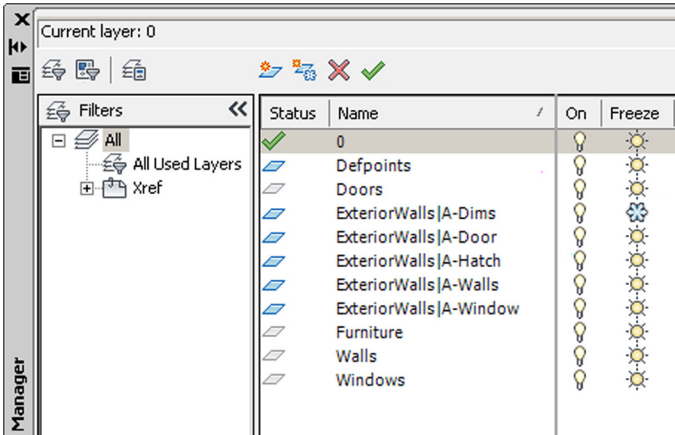 Current layer: 0
Filters
Status Name / On Freeze
All
0
All Used Layers
Defpoints
Xref
Doors
ExteriorWalls|A-Dims
ExteriorWalls|A-Door
ExteriorWalls|A-Hatch
ExteriorWalls|A-Walls
ExteriorWalls|A-Window
Furniture
Walls
Windows
Manager